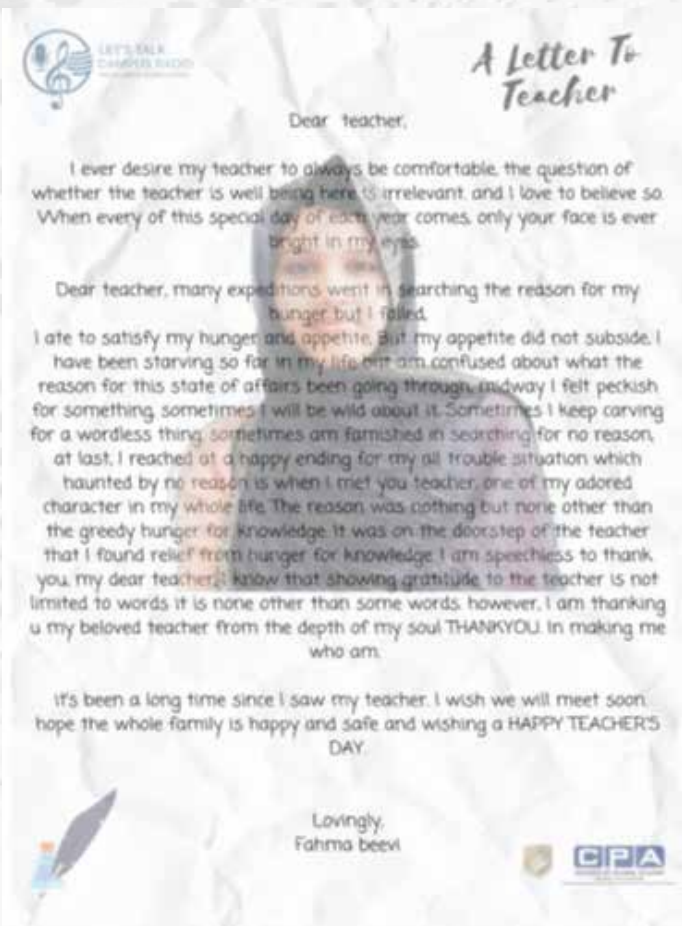 LET'S TALK
CAMPUS RADIO
A Letter To
Teacher
Dear teacher,
I ever desire my teacher to always be comfortable, the question of
whether the teacher is well being here is irrelevant. and I love to believe so.
When every of this special day of each year comes, only your face is ever
bright in my eyes.
Dear teacher, many expeditions went in searching the reason for my
hunger but I failed.
I ate to satisfy my hunger and appetite. But my appetite did not subside. I
have been starving so far in my life but am confused about what the
reason for this state of affairs been going through, midway I felt peckish
for something, sometimes I will be wild about it. Sometimes I keep carving
for a wordless thing, sometimes am famished in searching for no reason,
at last, I reached at a happy ending for my all trouble situation which
haunted by no reason is when I met you teacher, one of my adored
character in my whole life. The reason was nothing but none other than
the greedy hunger for knowledge. It was on the doorstep of the teacher
that I found relief from hunger for knowledge. I am speechless to thank
you, my dear teacher, I know that showing gratitude to the teacher is not
limited to words it is none other than some words. however, I am thanking
u my beloved teacher from the depth of my soul THANKYOU. In making me
who am.
it's been a long time since I saw my teacher. I wish we will meet soon.
hope the whole family is happy and safe and wishing a HAPPY TEACHER'S
DAY.
Lovingly,
Fahma beevi
CPA